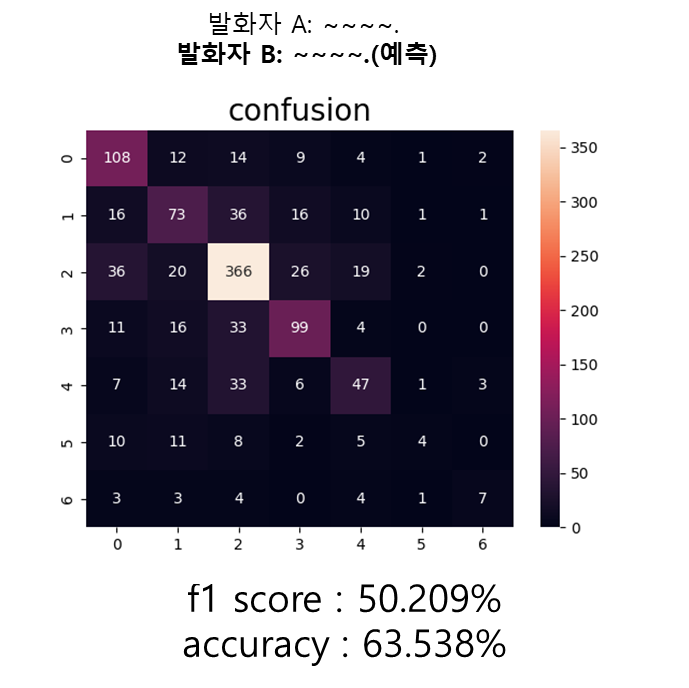 발화자 A: ~~~~.
발화자 B: ~~~~.(예측)
confusion
0 108 12 14 9 4 1 2
1 16 73 36 16 10 1 1
2 36 20 366 26 19 2 0
3 11 16 33 99 4 0 0
4 7 14 33 6 47 1 3
5 10 11 8 2 5 4 0
6 3 3 4 0 4 1 7
0 1 2 3 4 5 6
350
300
250
200
150
100
50
0
f1 score : 50.209%
accuracy : 63.538%